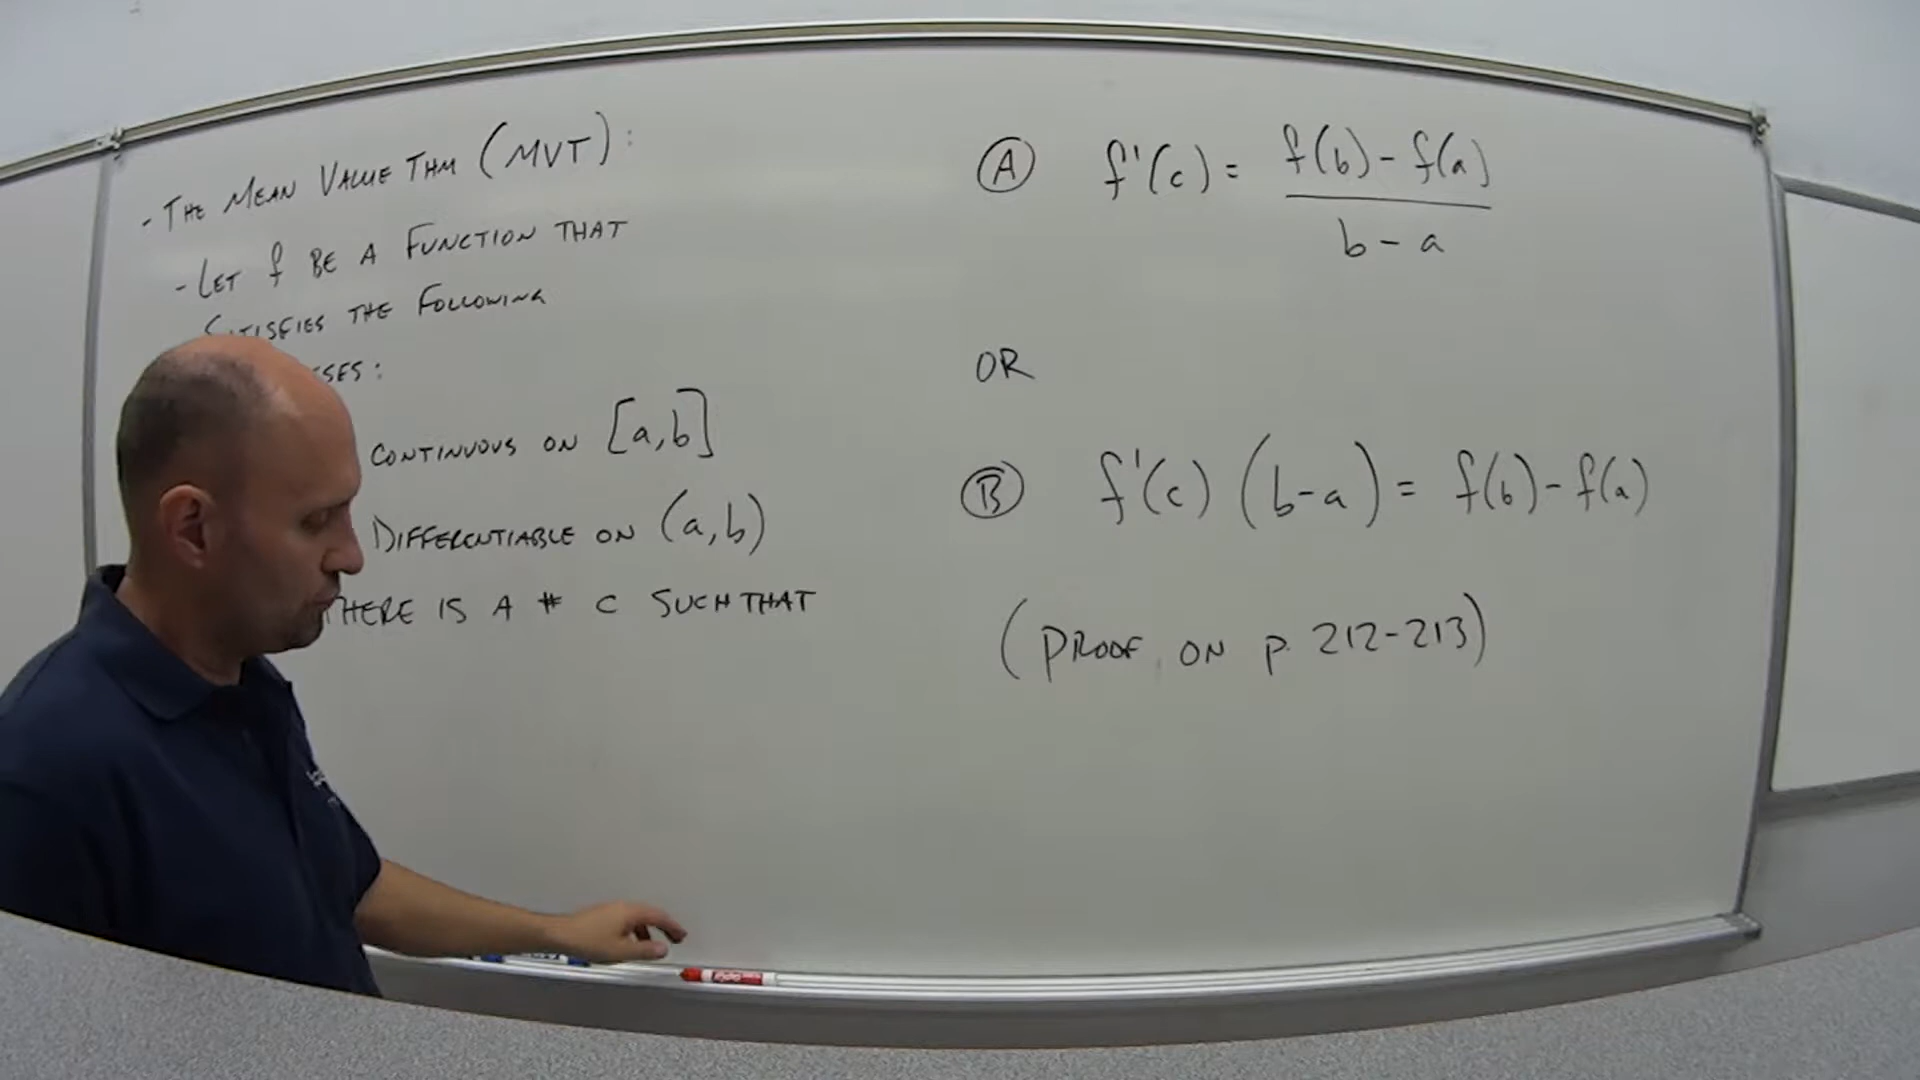 - THE MEAN VALUE THM (MVT):
- LET f BE A FUNCTION THAT
SATISFIES THE FOLLOWING
SES:
CONTINUOUS ON [a,b]
DIFFERENTIABLE ON (a,b)
THERE IS A # C SUCH THAT
Ⓐ f'(c) = f(b) - f(a)
b - a
OR
Ⓑ f'(c) (b-a) = f(b) - f(a)
(PROOF ON p. 212-213)